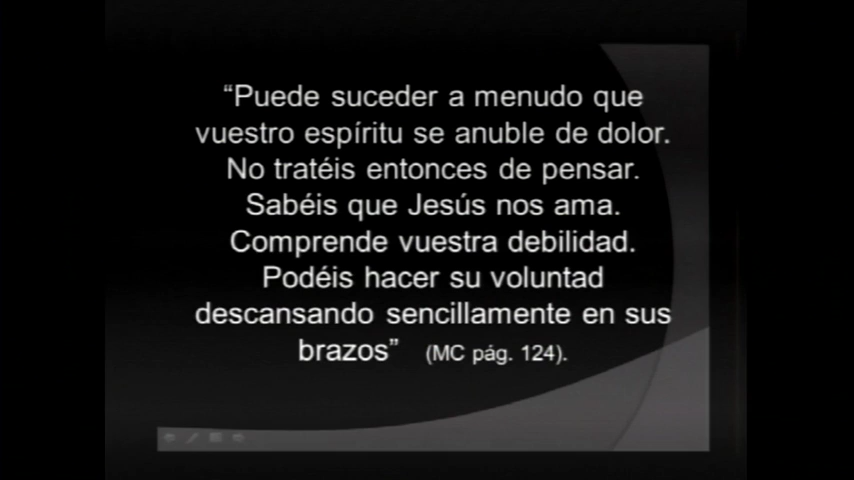 “Puede suceder a menudo que
vuestro espíritu se anuble de dolor.
No tratéis entonces de pensar.
Sabéis que Jesús nos ama.
Comprende vuestra debilidad.
Podéis hacer su voluntad
descansando sencillamente en sus
brazos” (MC pág. 124).